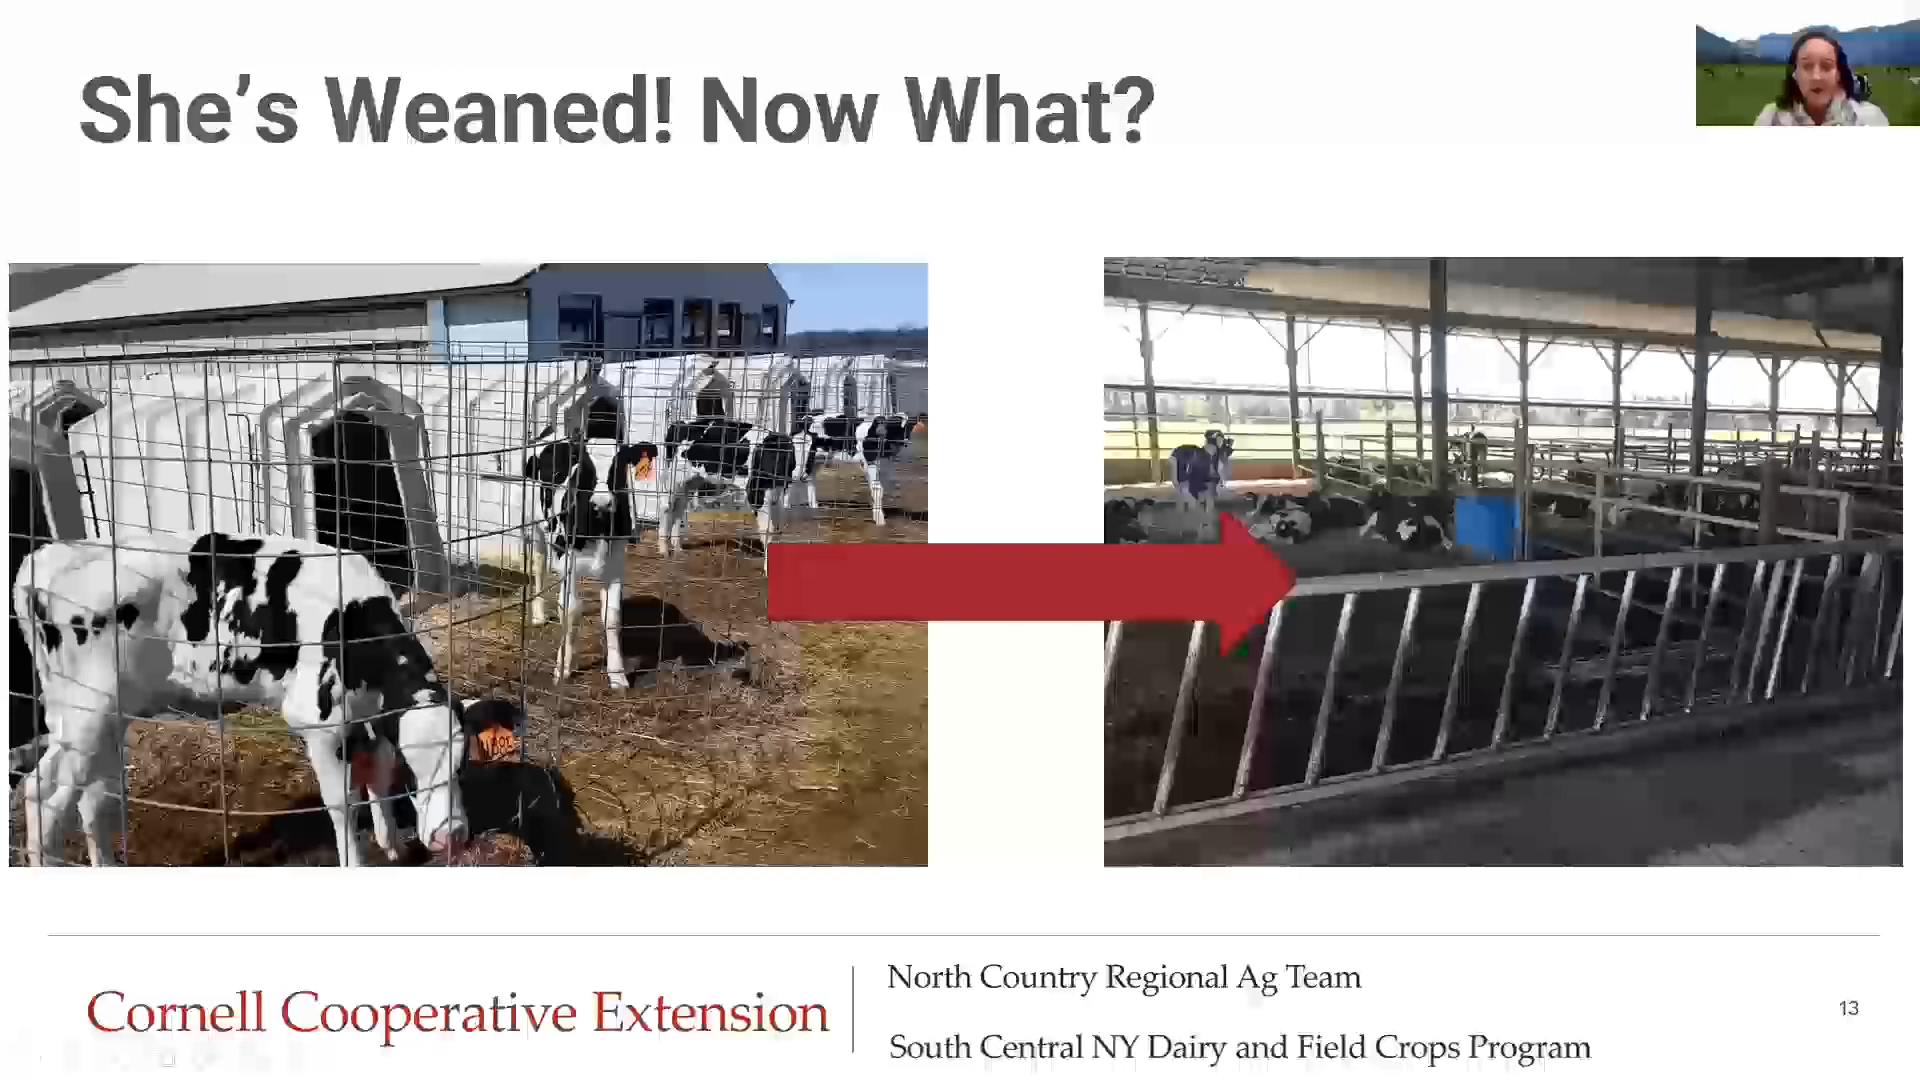 She's Weaned! Now What?
Cornell Cooperative Extension
North Country Regional Ag Team
South Central NY Dairy and Field Crops Program
13